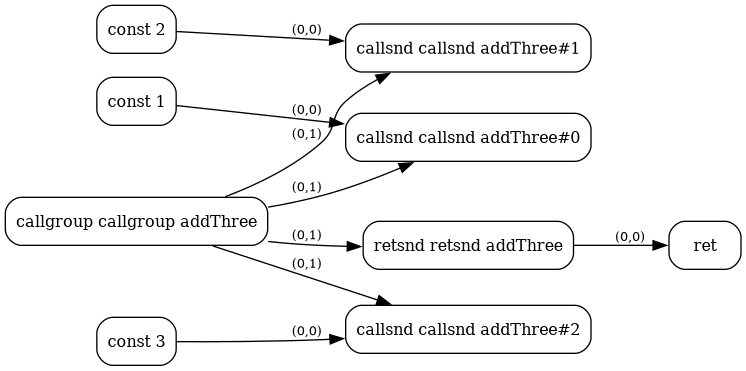 const 2
(0,0)
callsnd callsnd addThree#1
const 1
(0,0)
(0,1)
callsnd callsnd addThree#0
(0,1)
callgroup callgroup addThree
(0,1)
retsnd retsnd addThree
(0,0)
ret
(0,1)
const 3
(0,0)
callsnd callsnd addThree#2